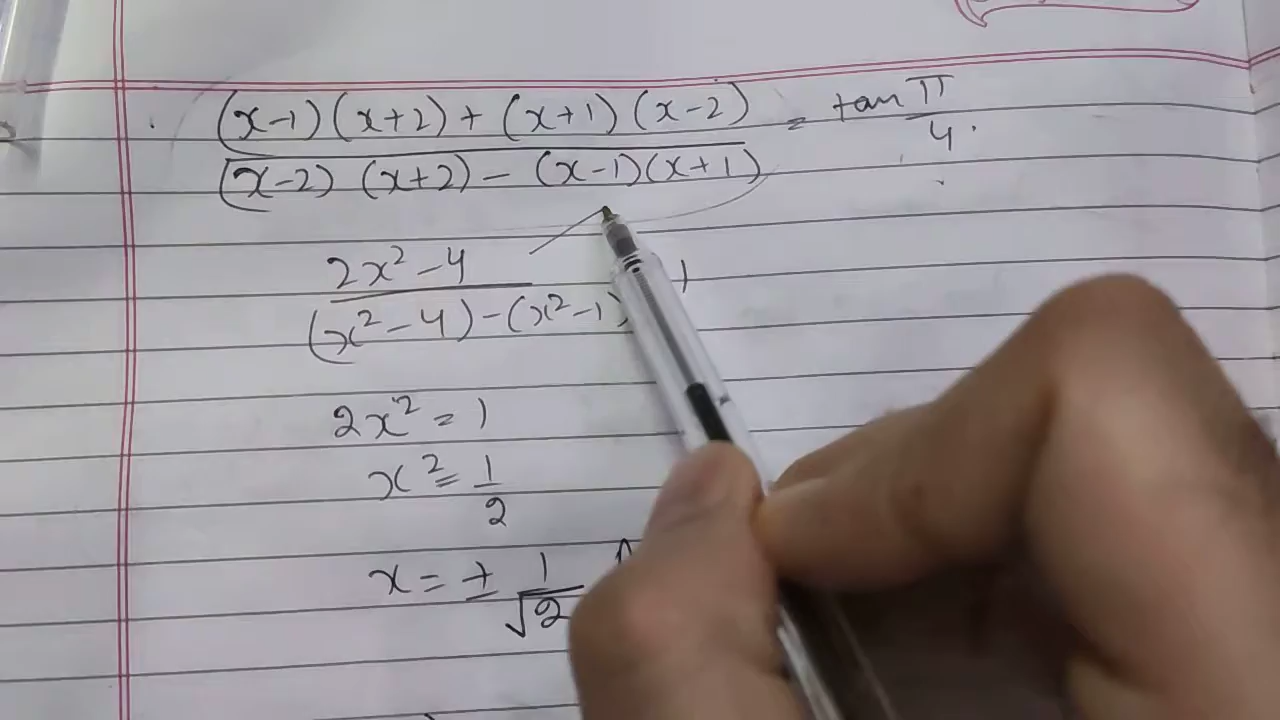 (x-1)(x+2) + (x+1)(x-2) = tan π/4.
(x-2) (x+2) - (x-1)(x+1)
2x² - 4
(x² - 4) - (x² - 1) 1
2x² = 1
x² = 1/2
x = ± 1/√2